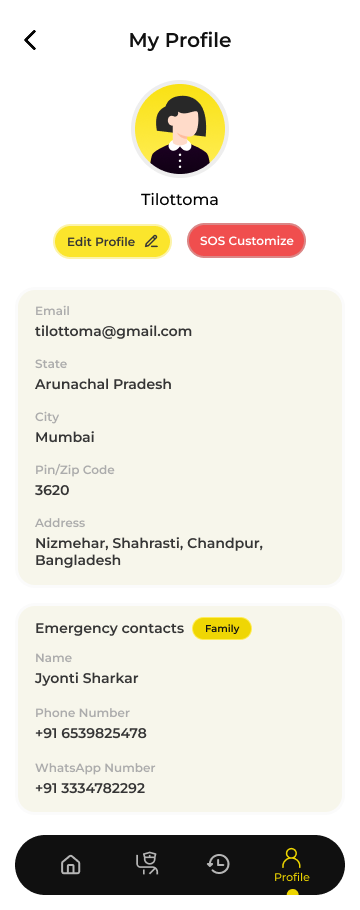 My Profile
Tilottoma
Edit Profile
SOS Customize
Email
tilottoma@gmail.com
State
Arunachal Pradesh
City
Mumbai
Pin/Zip Code
3620
Address
Nizmehar, Shahrasti, Chandpur,
Bangladesh
Emergency contacts Family
Name
Jyonti Sharkar
Phone Number
+91 6539825478
WhatsApp Number
+91 3334782292
Profile